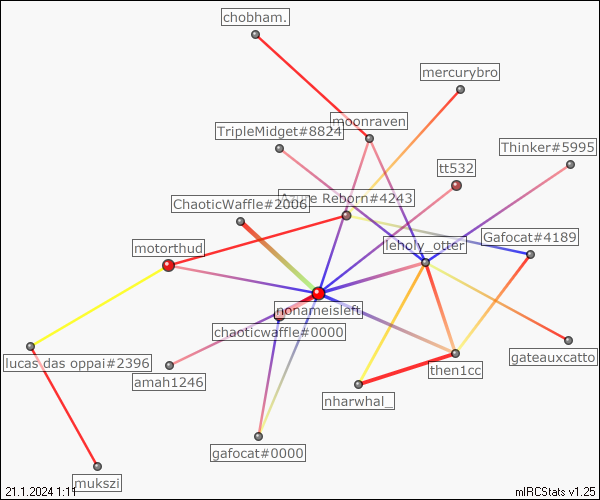 chobham.
mercurybro
moonraven
TripleMidget#8824
Thinker#5995
tt532
Azure Reborn#4243
ChaoticWaffle#2006
Gafocat#4189
leholy_otter
motorthud
nonameisleft
chaoticwaffle#0000
lucas das oppai#2396
gateauxcatto
then1cc
amah1246
nharwhal_
gafocat#0000
mukszi
21.1.2024 1:11
mIRCStats v1.25